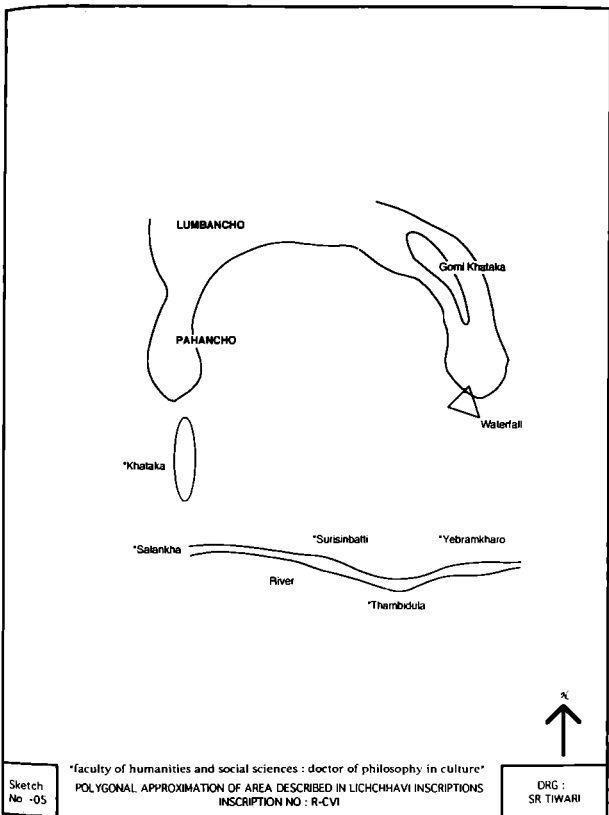 LUMBANCHO
Gomi Khataka
PAHANCHO
Waterfall
*Khataka
*Salankha
*Surisinbatti
*Yebramkharo
River
*Thambidula
N
"faculty of humanities and social sciences : doctor of philosophy in culture"
Sketch
No -05
POLYGONAL APPROXIMATION OF AREA DESCRIBED IN LICHCHHAVI INSCRIPTIONS
INSCRIPTION NO : R-CVI
DRG :
SR TIWARI